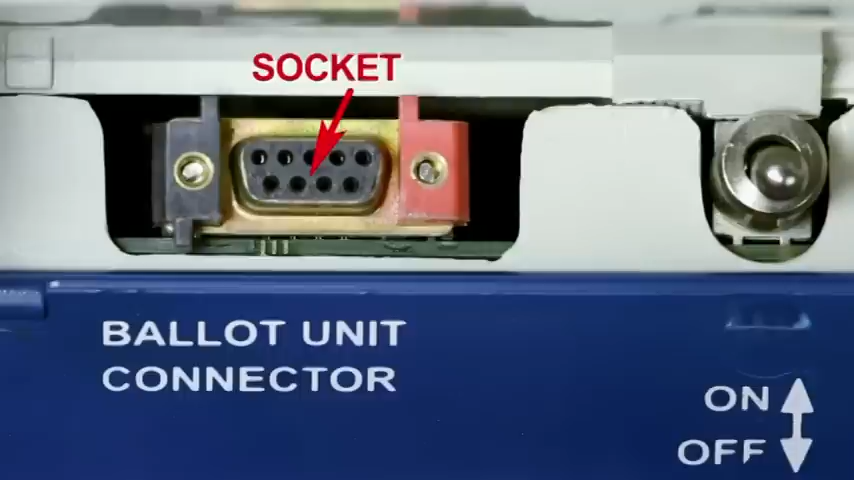 SOCKET
BALLOT UNIT
CONNECTOR
ON
OFF